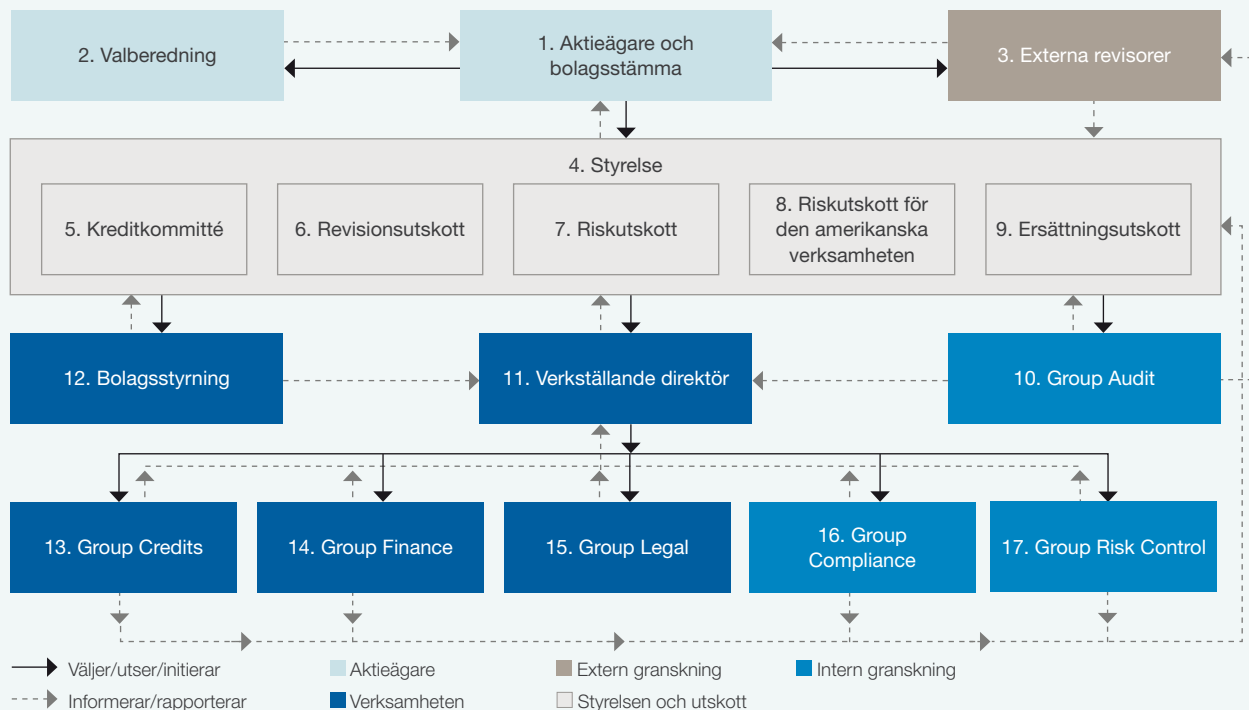 2. Valberedning
1. Aktieägare och
bolagsstämma
3. Externa revisorer
4. Styrelse
5. Kreditkommitté
6. Revisionsutskott
7. Riskutskott
8. Riskutskott för
den amerikanska
verksamheten
9. Ersättningsutskott
12. Bolagsstyrning
11. Verkställande direktör
10. Group Audit
13. Group Credits
14. Group Finance
15. Group Legal
16. Group
Compliance
17. Group Risk Control
Väljer/utser/initierar
Aktieägare
Extern granskning
Intern granskning
Informerar/rapporterar
Verksamheten
Styrelsen och utskott